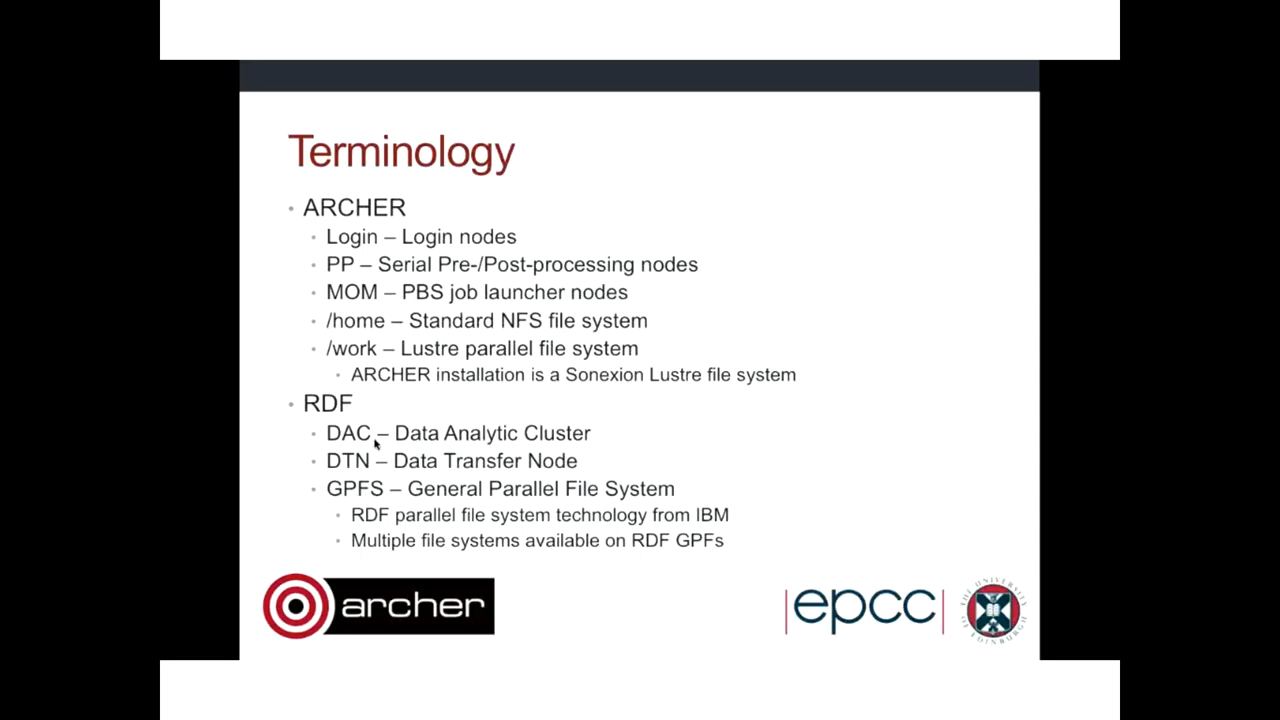 Terminology
ARCHER
Login – Login nodes
PP – Serial Pre-/Post-processing nodes
MOM – PBS job launcher nodes
/home – Standard NFS file system
/work – Lustre parallel file system
ARCHER installation is a Sonexion Lustre file system
RDF
DAC – Data Analytic Cluster
DTN – Data Transfer Node
GPFS – General Parallel File System
RDF parallel file system technology from IBM
Multiple file systems available on RDF GPFs
archer
epcc
THE UNIVERSITY OF EDINBURGH